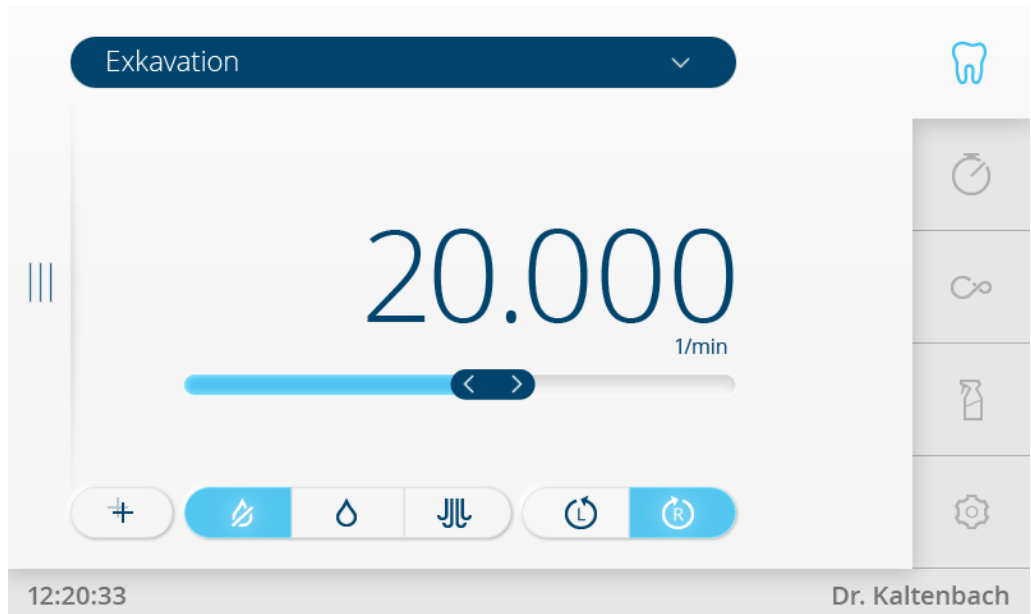 Exkavation
20.000
1/min
L
R
12:20:33
Dr. Kaltenbach